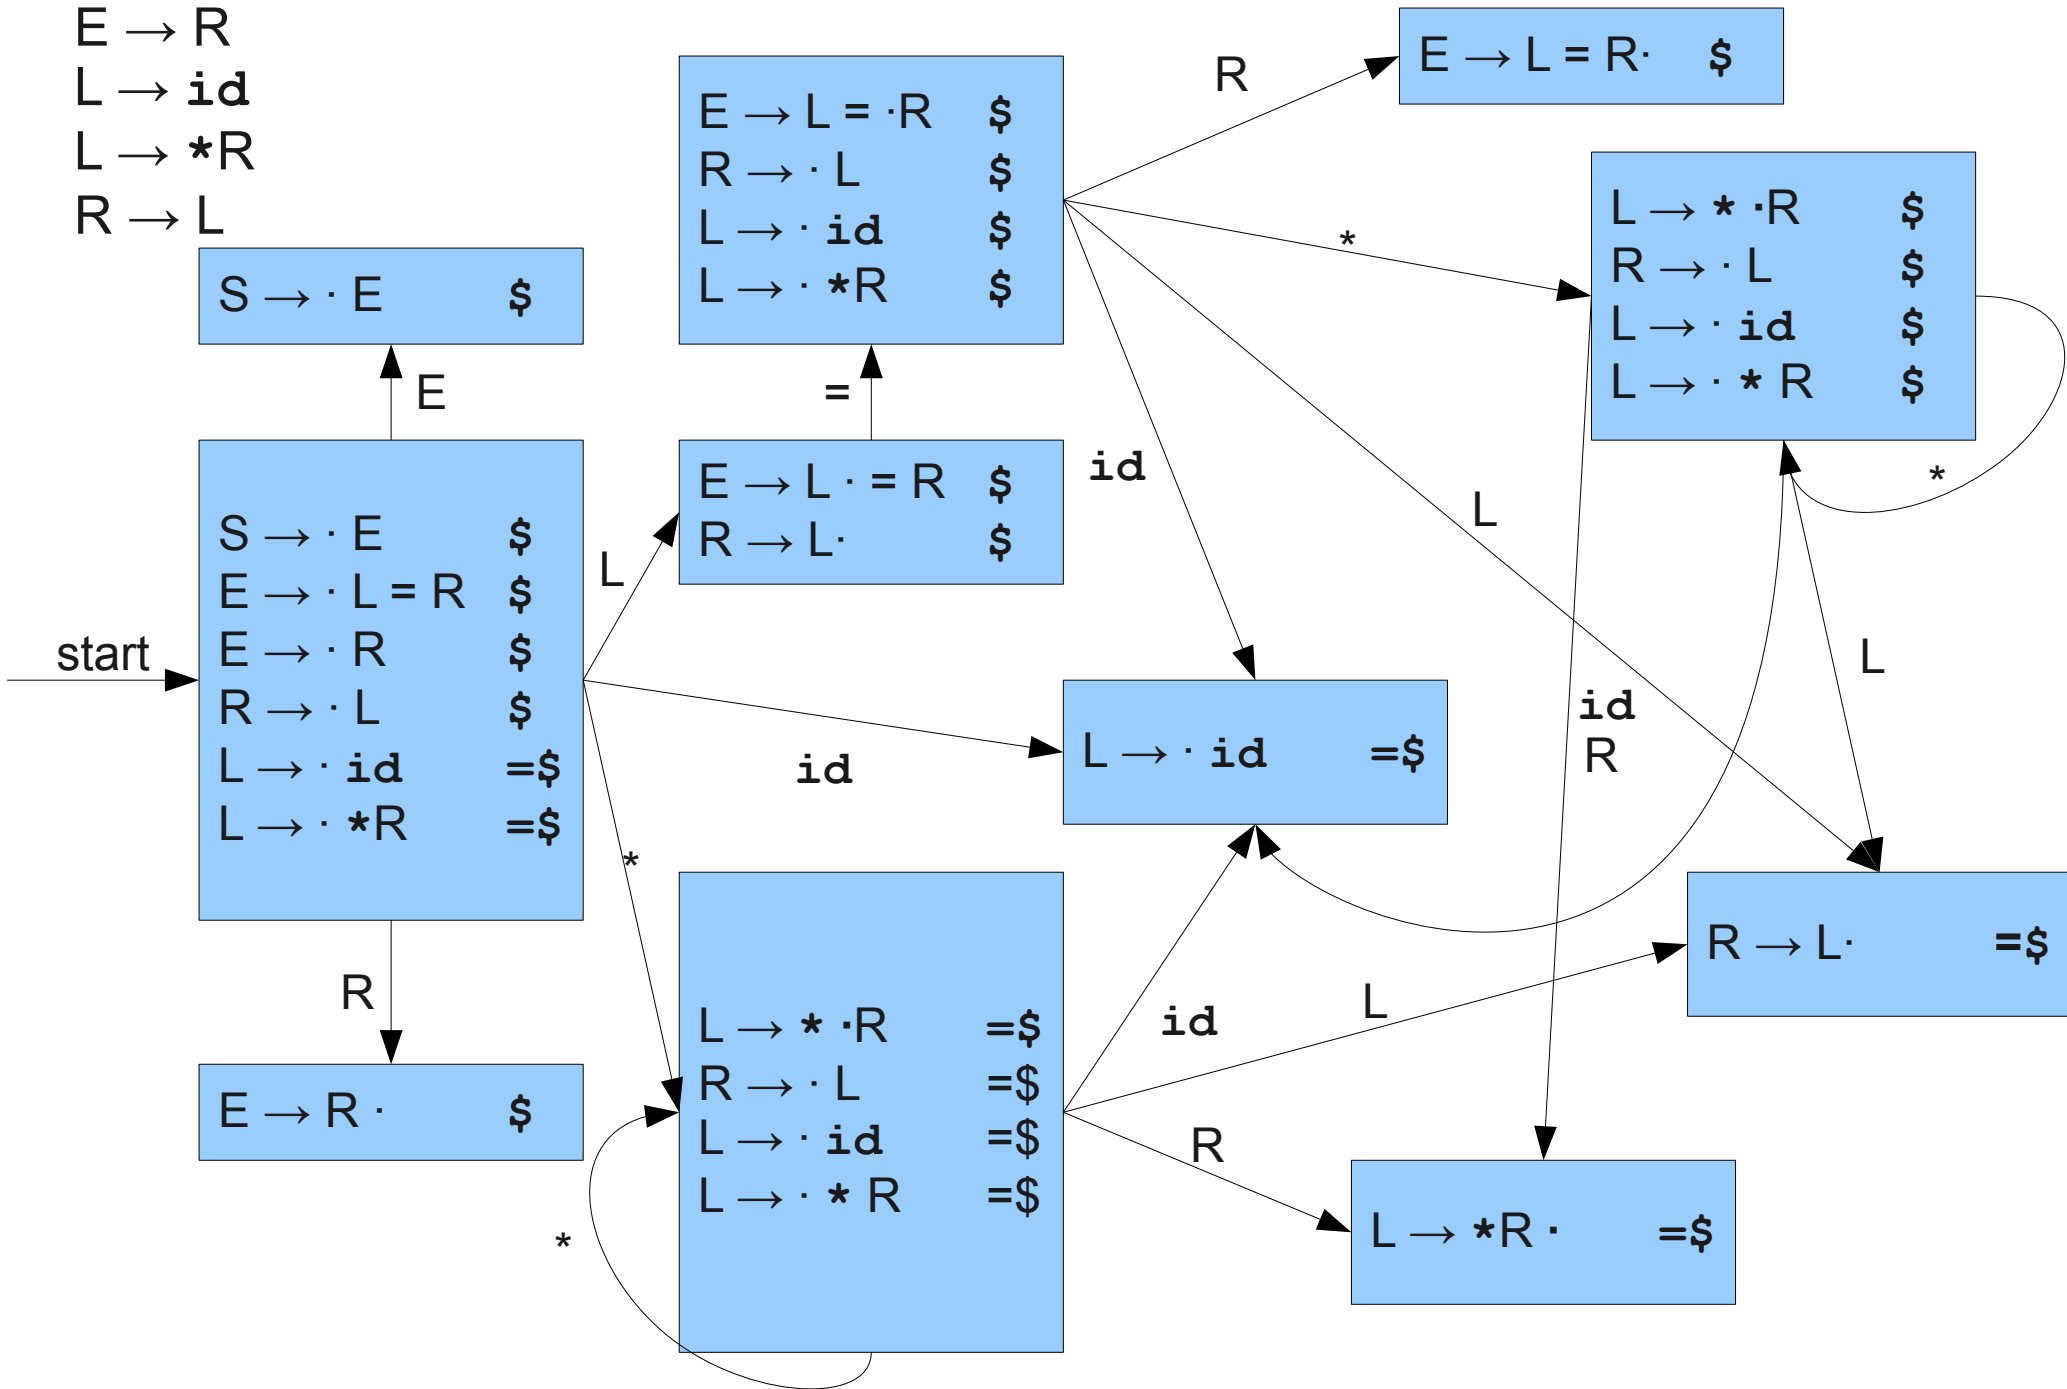 E → R
L → id
L → *R
R → L
S → · E $
E
start
S → · E $
E → · L = R $
E → · R $
R → · L $
L → · id =$
L → · *R =$
R
E → R · $
L
id
*
E → L = ·R $
R → · L $
L → · id $
L → · *R $
=
E → L · = R $
R → L· $
R
E → L = R· $
*
id
L
L → * ·R $
R → · L $
L → · id $
L → · * R $
*
L
id
R
L → · id =$
L → * ·R =$
R → · L =$
L → · id =$
L → · * R =$
*
id
L
R
R → L· =$
L → *R · =$